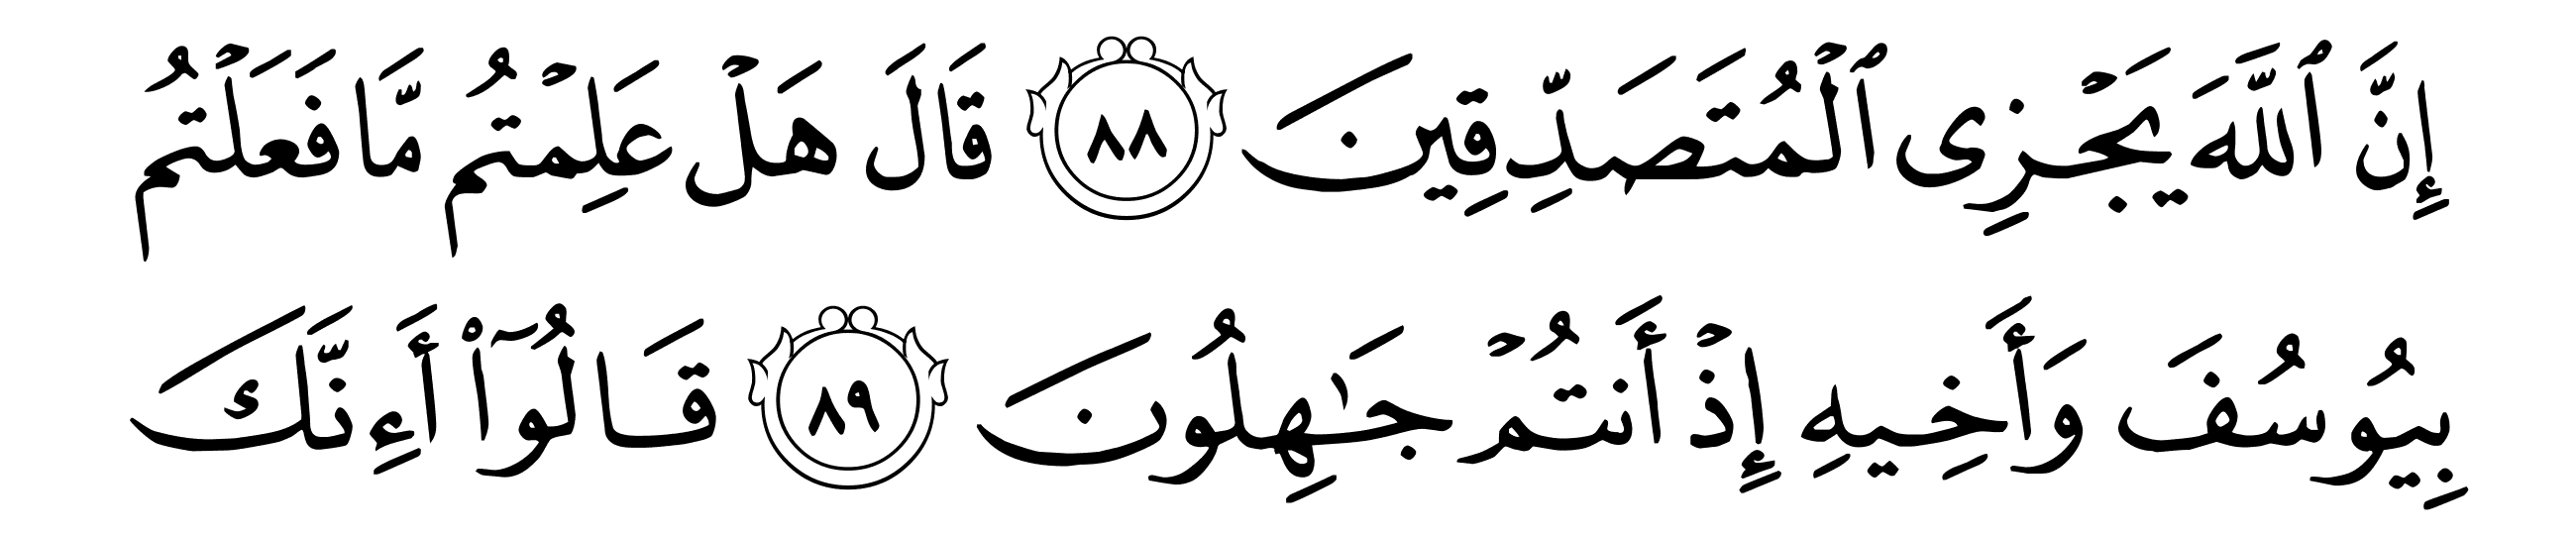 إِنَّ ٱللَّهَ يَجۡزِى ٱلۡمُتَصَدِّقِينَ ٨٨ قَالَ هَلۡ عَلِمۡتُم مَّا فَعَلۡتُم
بِيُوسُفَ وَأَخِيهِ إِذۡ أَنتُمۡ جَٰهِلُونَ ٨٩ قَالُوٓاْ أَءِنَّكَ